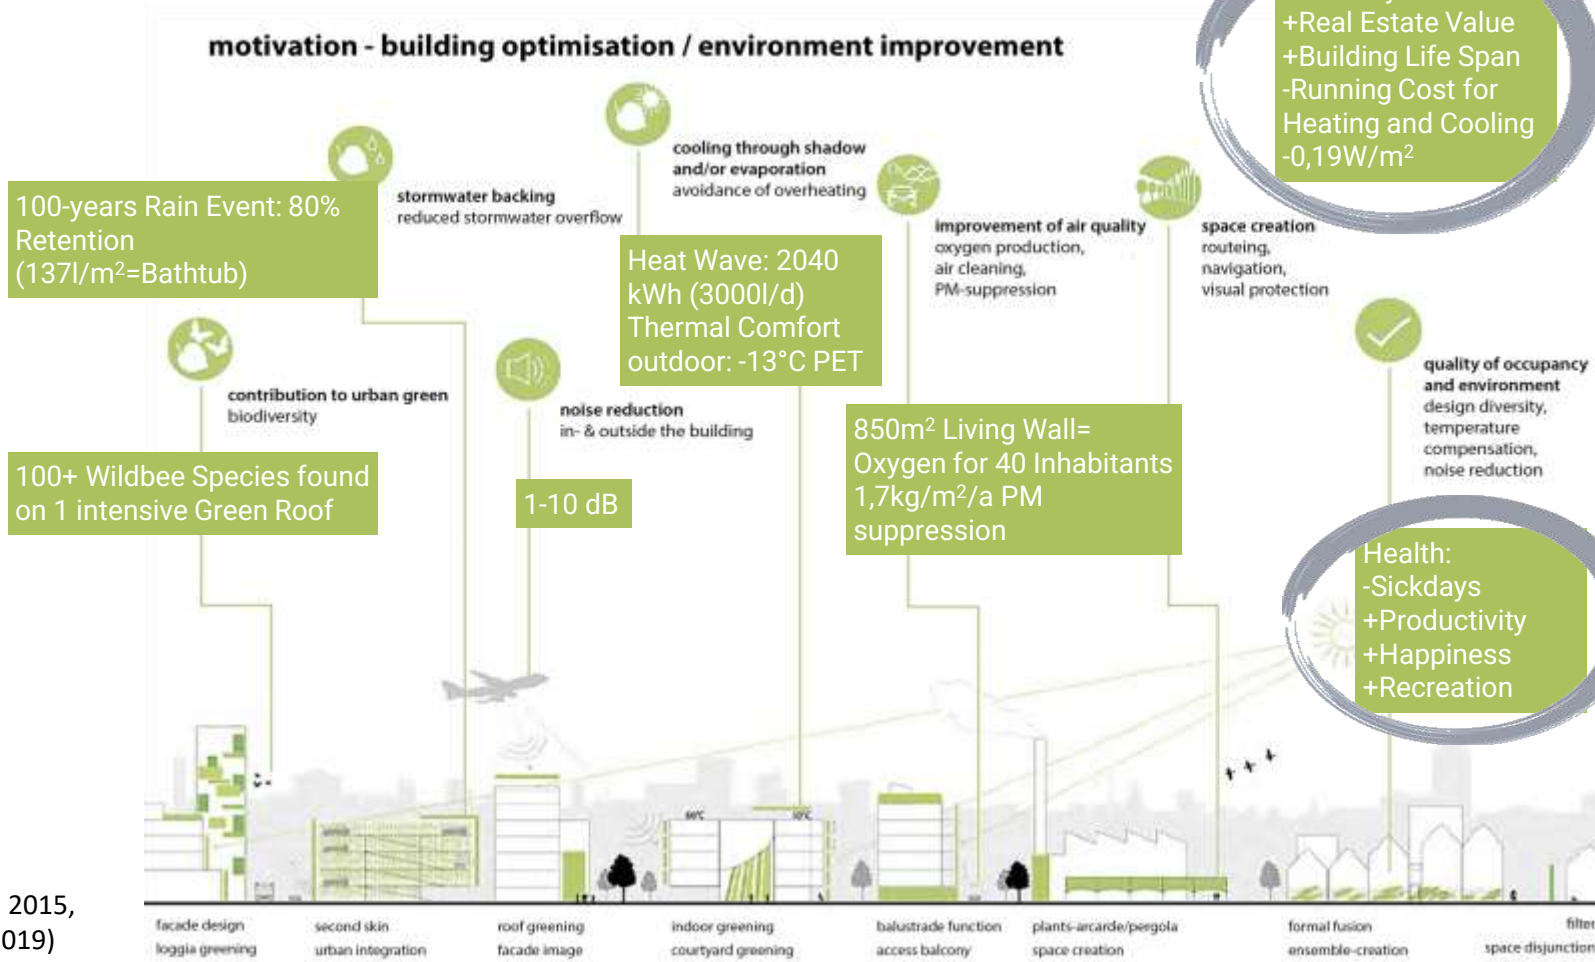 motivation - building optimisation / environment improvement
+Real Estate Value
+Building Life Span
-Running Cost for
Heating and Cooling
-0,19W/m²
cooling through shadow
and/or evaporation
avoidance of overheating
stormwater backing
reduced stormwater overflow
100-years Rain Event: 80%
Retention
(137l/m²=Bathtub)
improvement of air quality
oxygen production,
air cleaning,
PM-suppression
space creation
routeing,
navigation,
visual protection
Heat Wave: 2040
kWh (3000l/d)
Thermal Comfort
outdoor: -13°C PET
contribution to urban green
biodiversity
noise reduction
in- & outside the building
quality of occupancy
and environment
design diversity,
temperature
compensation,
noise reduction
850m² Living Wall=
Oxygen for 40 Inhabitants
1,7kg/m²/a PM
suppression
100+ Wildbee Species found
on 1 intensive Green Roof
1-10 dB
Health:
-Sickdays
+Productivity
+Happiness
+Recreation
2015,
019)
facade design
loggia greening
second skin
urban integration
roof greening
facade image
indoor greening
courtyard greening
balustrade function
access balcony
plants-arcarde/pergola
space creation
formal fusion
ensemble-creation
filter
space disjunction